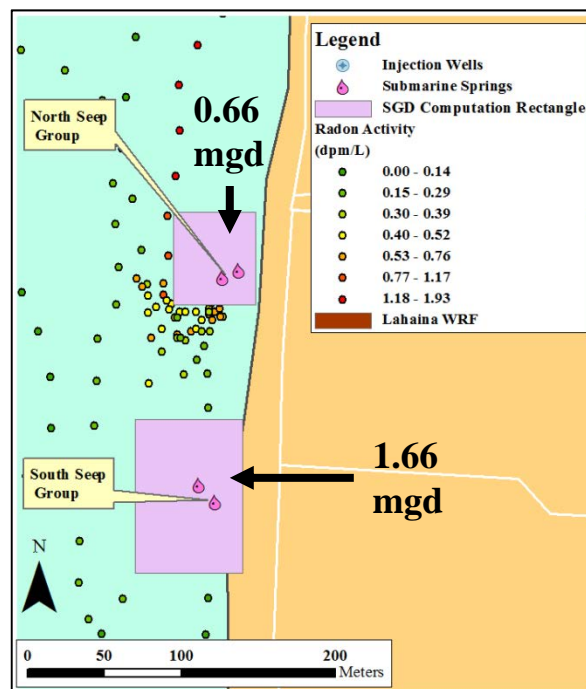 North Seep
Group
0.66
mgd
Legend
Injection Wells
Submarine Springs
SGD Computation Rectangle
Radon Activity
(dpm/L)
0.00 - 0.14
0.15 - 0.29
0.30 - 0.39
0.40 - 0.52
0.53 - 0.76
0.77 - 1.17
1.18 - 1.93
Lahaina WRF
South Seep
Group
1.66
mgd
N
0 50 100 200
Meters